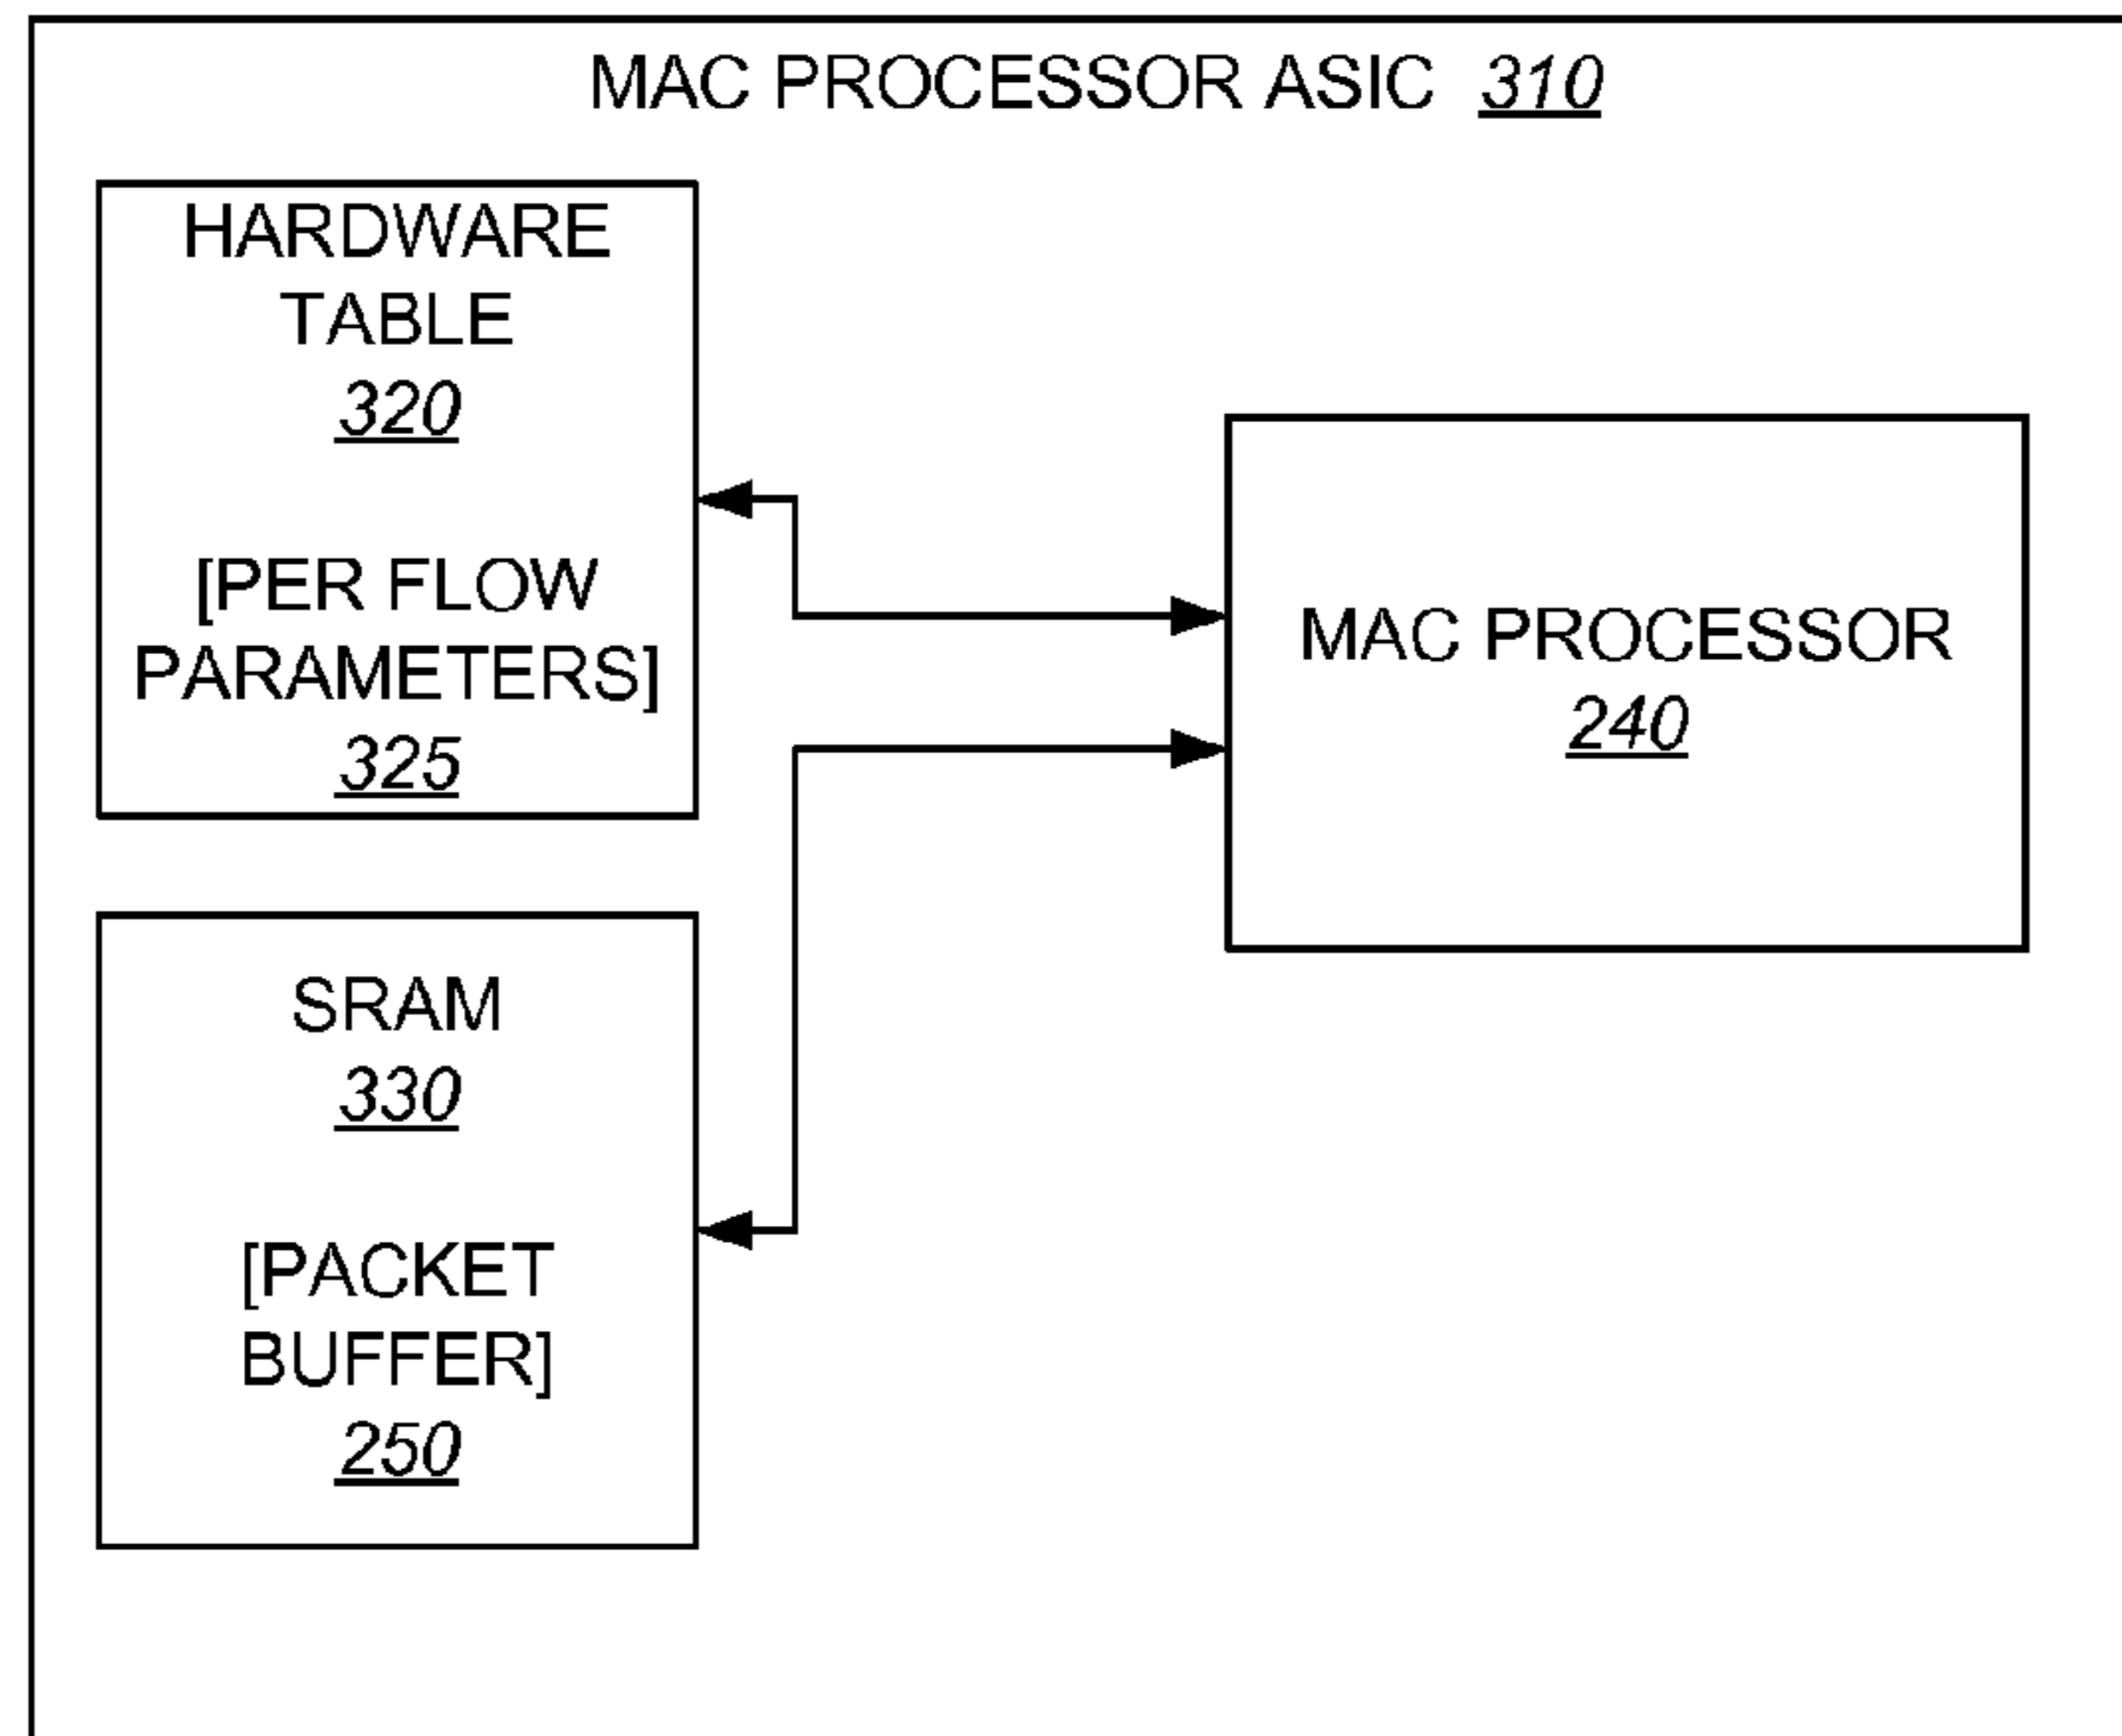 MAC PROCESSOR ASIC 310
HARDWARE
TABLE
320
[PER FLOW
PARAMETERS]
325
MAC PROCESSOR
240
SRAM
330
[PACKET
BUFFER]
250